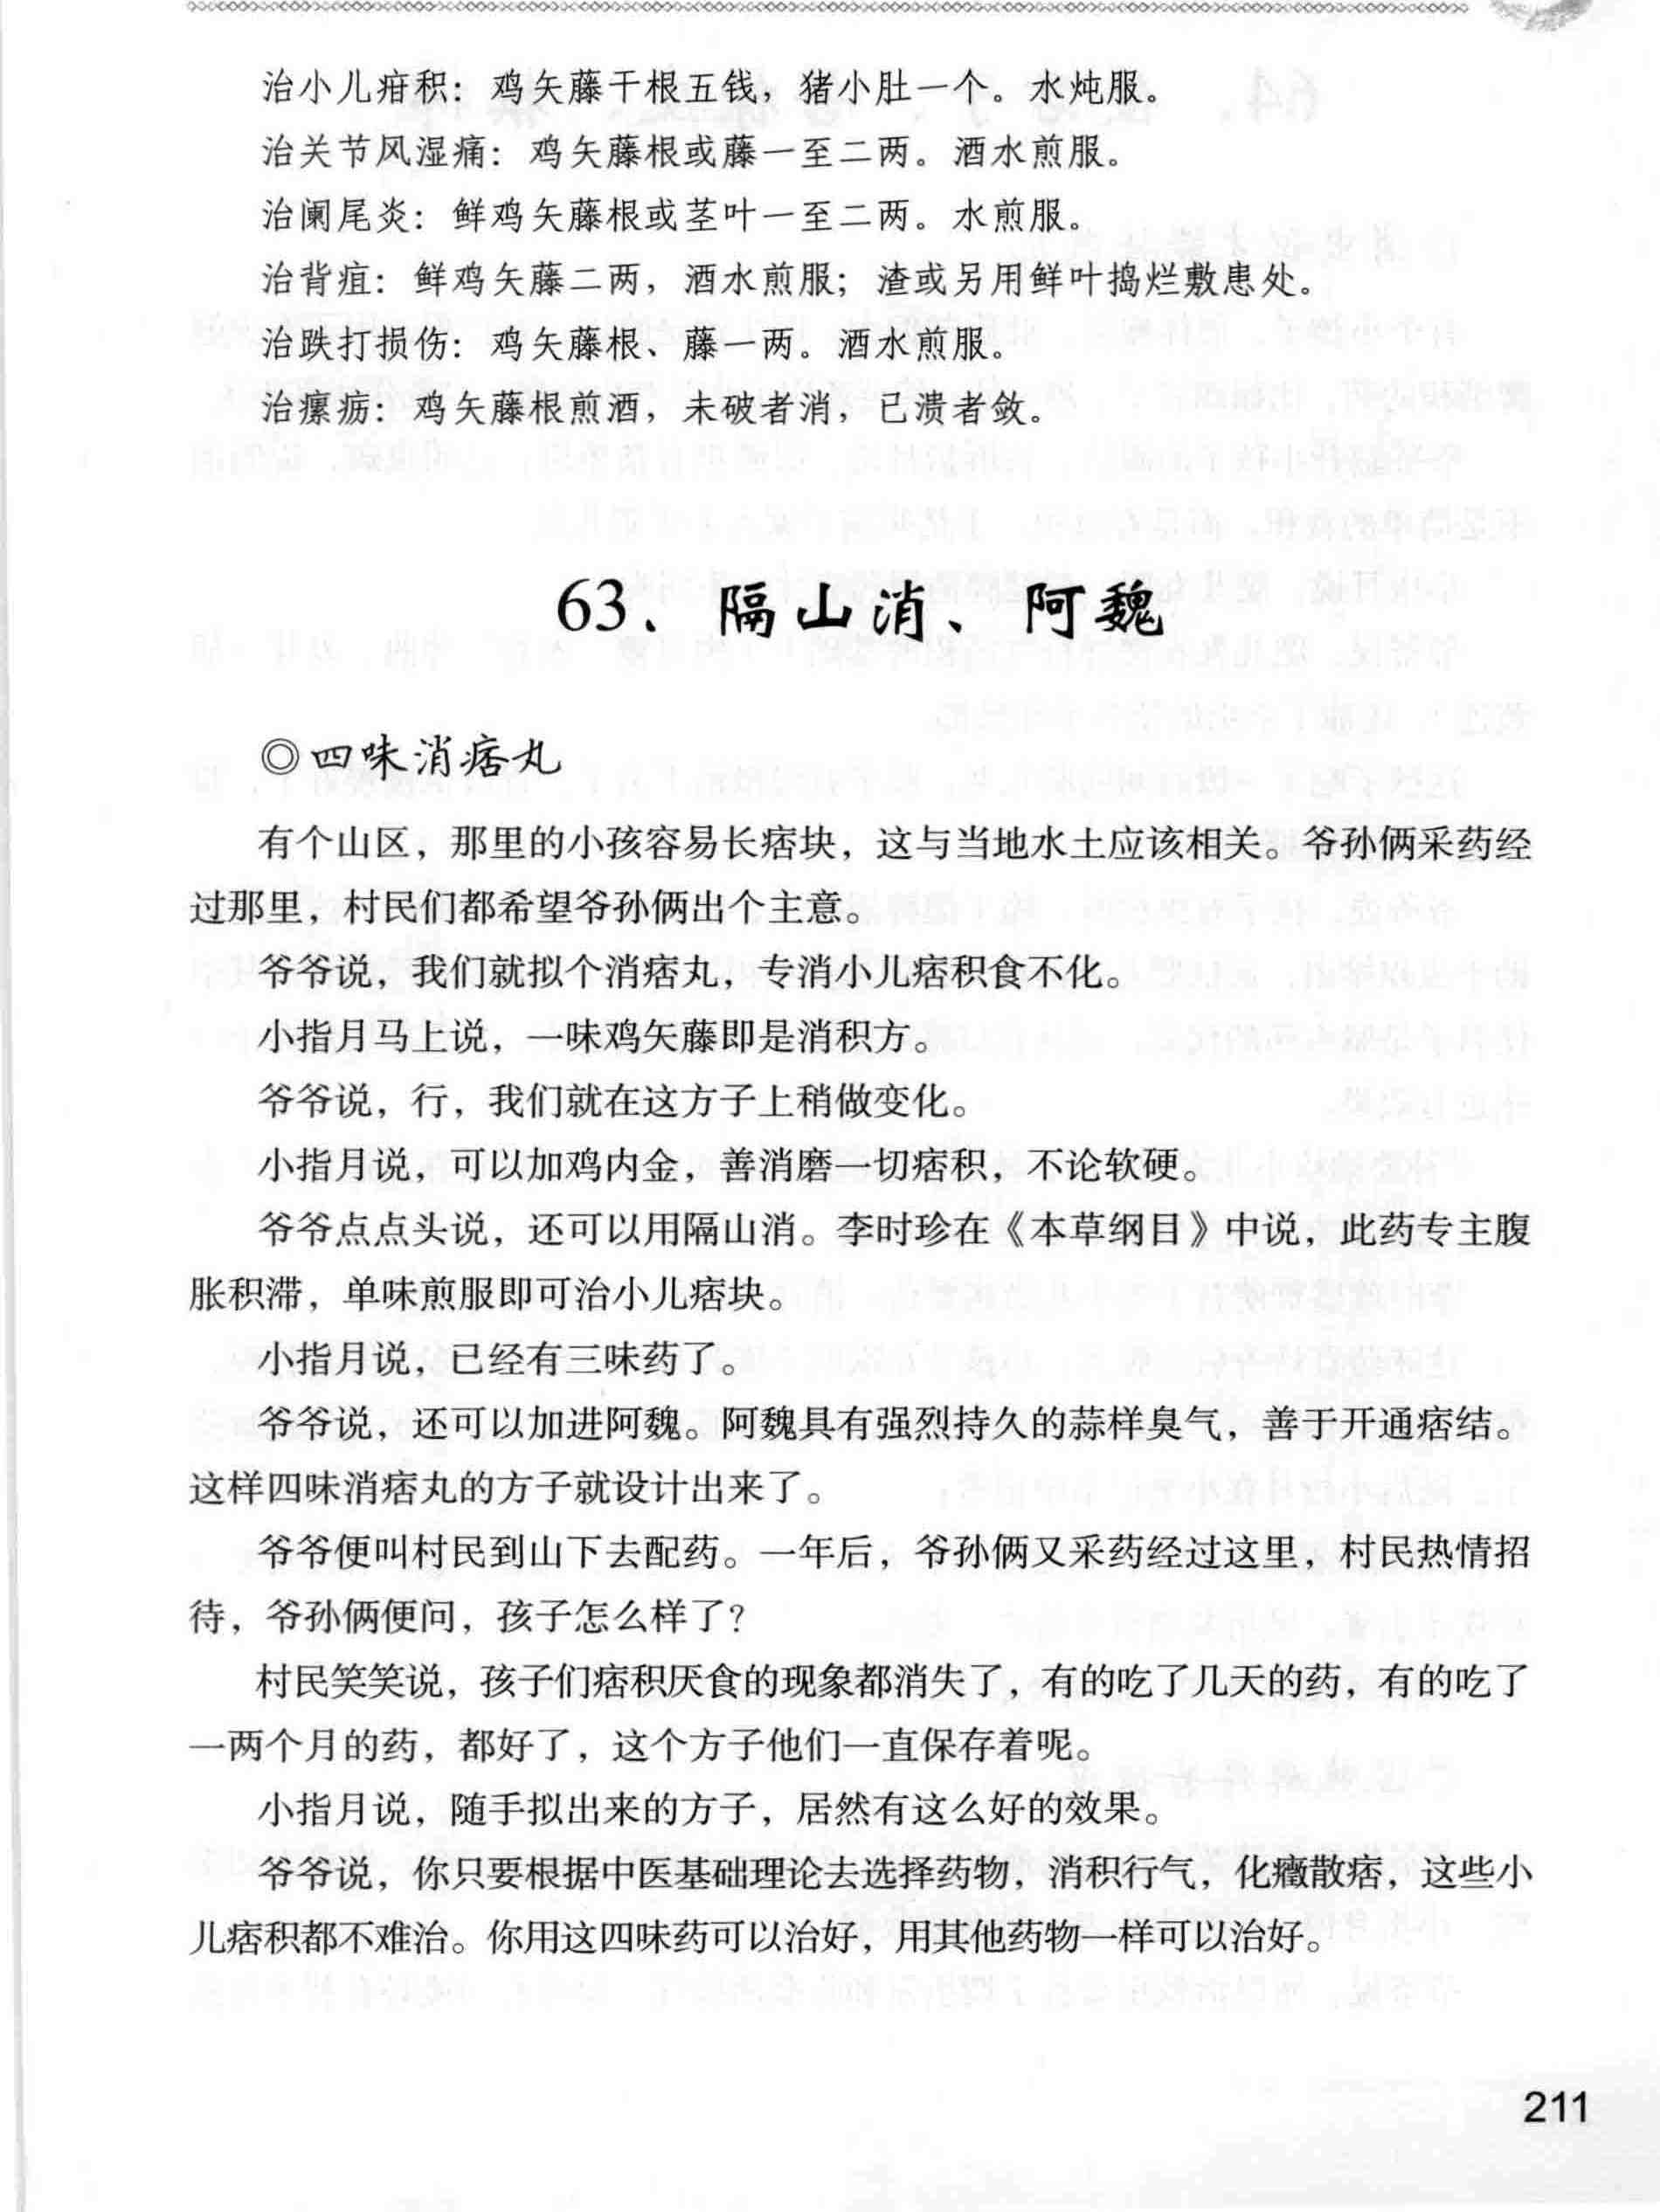 治小儿疳积：鸡矢藤干根五钱，猪小肚一个。水炖服。
治关节风湿痛：鸡矢藤根或藤一至二两。酒水煎服。
治阑尾炎：鲜鸡矢藤根或茎叶一至二两。水煎服。
治背疽：鲜鸡矢藤二两，酒水煎服；渣或另用鲜叶捣烂敷患处。
治跌打损伤：鸡矢藤根、藤一两。酒水煎服。
治瘰疬：鸡矢藤根煎酒，未破者消，已溃者敛。
63、隔山消、阿魏
◎四味消痞丸
有个山区，那里的小孩容易长痞块，这与当地水土应该相关。爷孙俩采药经
过那里，村民们都希望爷孙俩出个主意。
爷爷说，我们就拟个消痞丸，专消小儿痞积食不化。
小指月马上说，一味鸡矢藤即是消积方。
爷爷说，行，我们就在这方子上稍做变化。
小指月说，可以加鸡内金，善消磨一切痞积，不论软硬。
爷爷点点头说，还可以用隔山消。李时珍在《本草纲目》中说，此药专主腹
胀积滞，单味煎服即可治小儿痞块。
小指月说，已经有三味药了。
爷爷说，还可以加进阿魏。阿魏具有强烈持久的蒜样臭气，善于开通痞结。
这样四味消痞丸的方子就设计出来了。
爷爷便叫村民到山下去配药。一年后，爷孙俩又采药经过这里，村民热情招
待，爷孙俩便问，孩子怎么样了？
村民笑笑说，孩子们痞积厌食的现象都消失了，有的吃了几天的药，有的吃了
一两个月的药，都好了，这个方子他们一直保存着呢。
小指月说，随手拟出来的方子，居然有这么好的效果。
爷爷说，你只要根据中医基础理论去选择药物，消积行气，化癥散痞，这些小
儿痞积都不难治。你用这四味药可以治好，用其他药物一样可以治好。
211